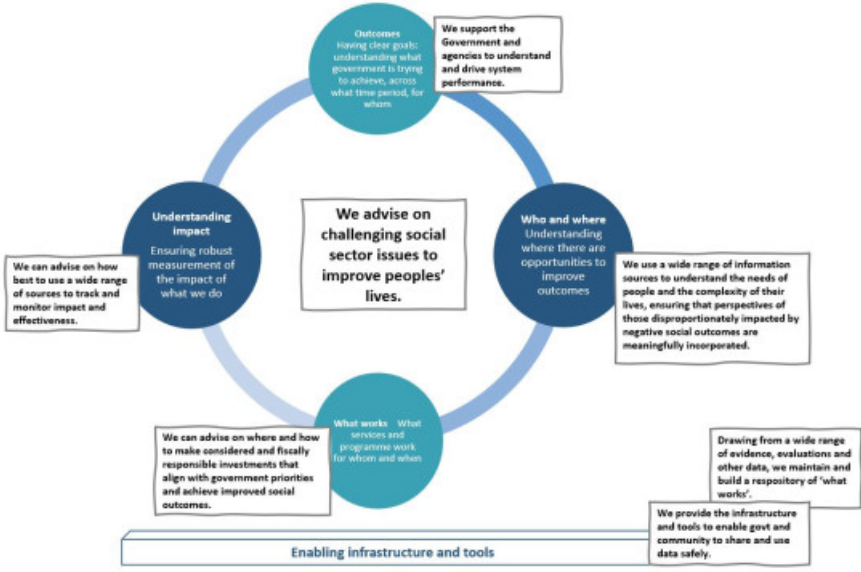 Outcomes
Having clear goals:
understanding what
government is trying
to achieve, across
what time period, for
whom
We support the
Government and
agencies to understand
and drive system
performance.
Understanding
impact
Ensuring robust
measurement of
the impact of
what we do
We advise on
challenging social
sector issues to
improve peoples'
lives.
Who and where
Understanding
where there are
opportunities to
improve
outcomes
We can advise on how
best to use a wide range
of sources to track and
monitor impact and
effectiveness.
We use a wide range of information
sources to understand the needs of
people and the complexity of their
lives, ensuring that perspectives of
those disproportionately impacted by
negative social outcomes are
meaningfully incorporated.
What works What
services and
programme work
for whom and when
We can advise on where and how
to make considered and fiscally
responsible investments that
align with government priorities
and achieve improved social
outcomes.
Drawing from a wide range
of evidence, evaluations and
other data, we maintain and
build a respository of 'what
works'.
We provide the infrastructure
and tools to enable govt and
community to share and use
data safely.
Enabling infrastructure and tools